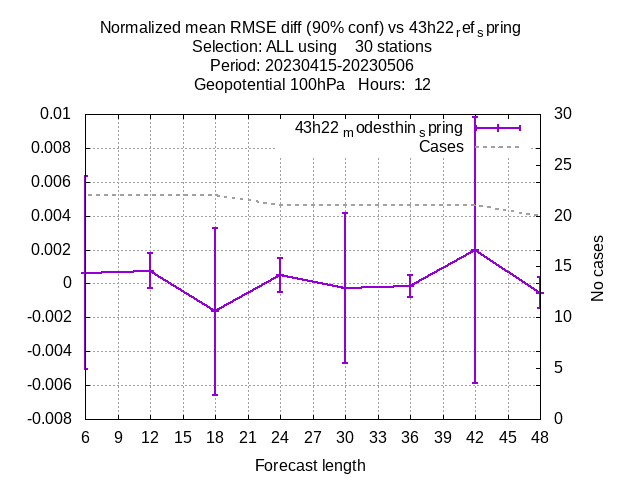 Normalized mean RMSE diff (90% conf) vs 43h22refspring
Selection: ALL using 30 stations
Period: 20230415-20230506
Geopotential 100hPa Hours: 12
43h22modesthinspring
Cases
0.01
0.008
0.006
0.004
0.002
0
-0.002
-0.004
-0.006
-0.008
30
25
20
15
10
5
0
No cases
6 9 12 15 18 21 24 27 30 33 36 39 42 45 48
Forecast length